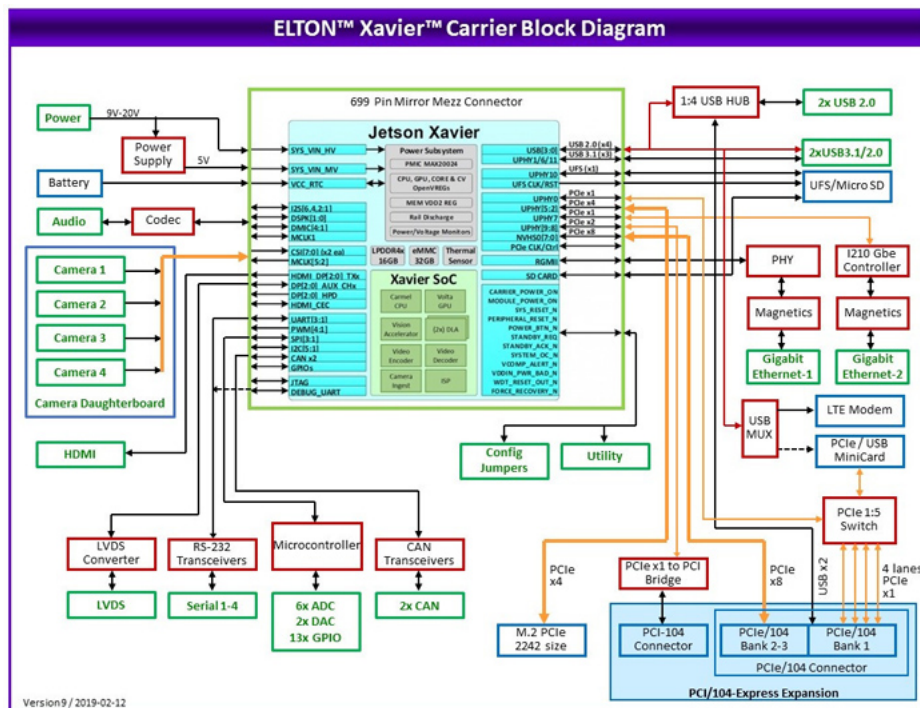 ELTON™ Xavier™ Carrier Block Diagram
699 Pin Mirror Mezz Connector
Jetson Xavier
Power
9V-20V
Power
Supply
5V
Battery
Audio
Codec
Camera 1
Camera 2
Camera 3
Camera 4
Camera Daughterboard
HDMI
SYS_VIN_HV
SYS_VIN_MV
VCC_RTC
I2S[6,4,2:1]
DSPK[1:0]
DMIC[4:1]
MCLK1
CSI[7:0] (x2 ea)
MCLK[5:2]
HDMI_DP[2:0] TXx
DP[2:0] AUX CHx
DP[2:0] HPD
HDMI_CEC
UART[3:1]
PWM[4:1]
SPI[3:1]
I2C[5:1]
CAN x2
GPIOs
JTAG
DEBUG_UART
Power Subsystem
PMIC MAX20024
CPU, GPU, CORE & CV
OpenVREGs
MEM VDD2 REG
Rail Discharge
Power/Voltage Monitors
LPDDR4x
16GB
eMMC
32GB
Thermal
Sensor
Xavier SoC
Carmel
CPU
Volta
GPU
Vision
Accelerator
(2x) DLA
Video
Encoder
Video
Decoder
Camera
Ingest
ISP
USB[3:0]
UPHY1/6/11
UPHY10
UFS CLK/RST
UPHY0
UPHY[5:2]
UPHY7
UPHY[9:8]
NVHS0[7:0]
PCIe CLK/Ctrl
RGMII
SD CARD
CARRIER_POWER_ON
MODULE_POWER_ON
SYS_RESET_N
PERIPHERAL_RESET_N
POWER_BTN_N
STANDBY_REQ
STANDBY_ACK_N
SYSTEM_OC_N
VCOMP_ALERT_N
VDDIN_PWR_BAD_N
WDT_RESET_OUT_N
FORCE_RECOVERY_N
USB 2.0 (x4)
USB 3.1 (x3)
UFS (x1)
PCIe x1
PCIe x4
PCIe x1
PCIe x2
PCIe x8
1:4 USB HUB
2x USB 2.0
2xUSB3.1/2.0
UFS/Micro SD
PHY
I210 Gbe
Controller
Magnetics
Magnetics
Gigabit
Ethernet-1
Gigabit
Ethernet-2
USB
MUX
LTE Modem
PCIe / USB
MiniCard
PCIe 1:5
Switch
Config
Jumpers
Utility
LVDS
Converter
RS-232
Transceivers
Microcontroller
CAN
Transceivers
LVDS
Serial 1-4
6x ADC
2x DAC
13x GPIO
2x CAN
PCIe
x4
PCIe x1 to PCI
Bridge
PCIe
x8
USB x2
4 lanes
PCIe
x1
M.2 PCIe
2242 size
PCI-104
Connector
PCIe/104
Bank 2-3
PCIe/104
Bank 1
PCIe/104 Connector
PCI/104-Express Expansion
Version9 / 2019-02-12